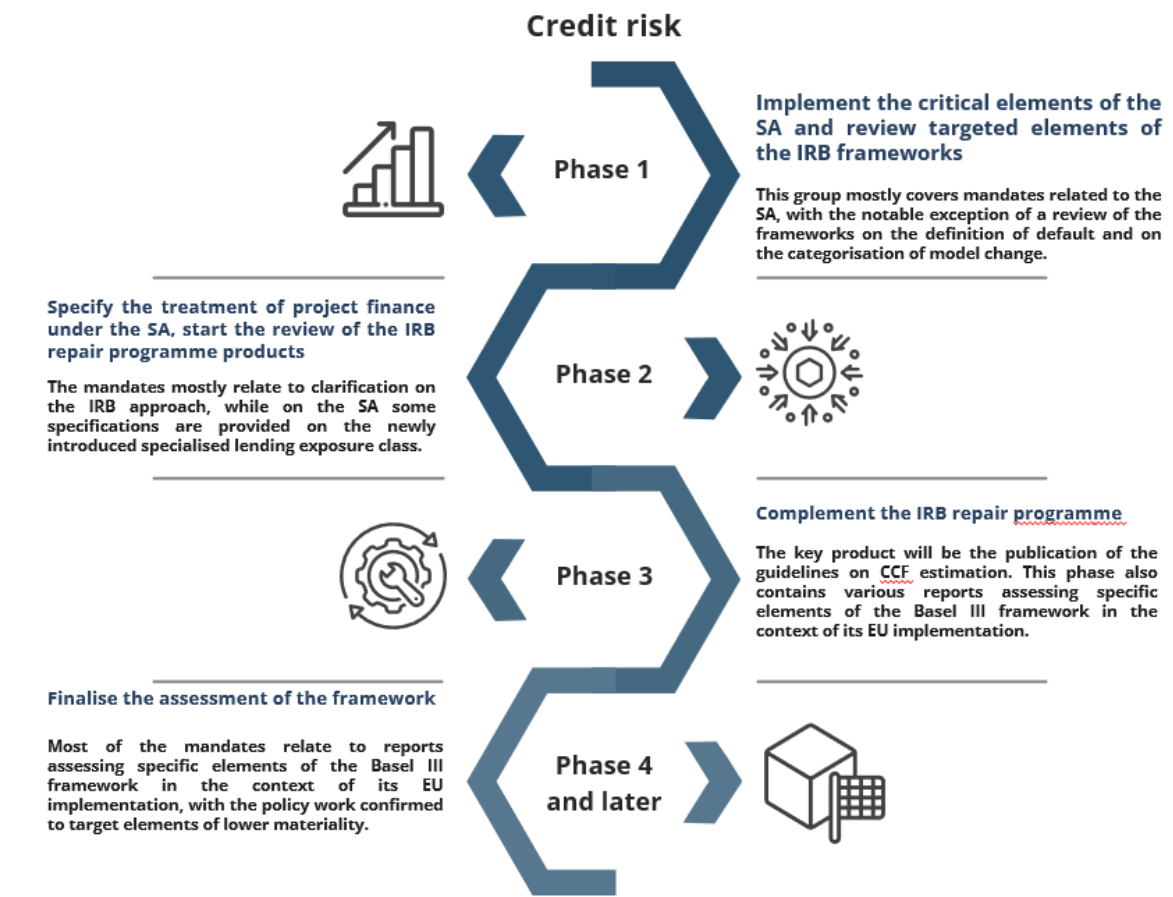 Credit risk
Phase 1
Implement the critical elements of the
SA and review targeted elements of
the IRB frameworks
This group mostly covers mandates related to the
SA, with the notable exception of a review of the
frameworks on the definition of default and on
the categorisation of model change.
Specify the treatment of project finance
under the SA, start the review of the IRB
repair programme products
The mandates mostly relate to clarification on
the IRB approach, while on the SA some
specifications are provided on the newly
introduced specialised lending exposure class.
Phase 2
Phase 3
Complement the IRB repair programme
The key product will be the publication of the
guidelines on CCF estimation. This phase also
contains various reports assessing specific
elements of the Basel III framework in the
context of its EU implementation.
Finalise the assessment of the framework
Most of the mandates relate to reports
assessing specific elements of the Basel III
framework in the context of its EU
implementation, with the policy work confirmed
to target elements of lower materiality.
Phase 4
and later